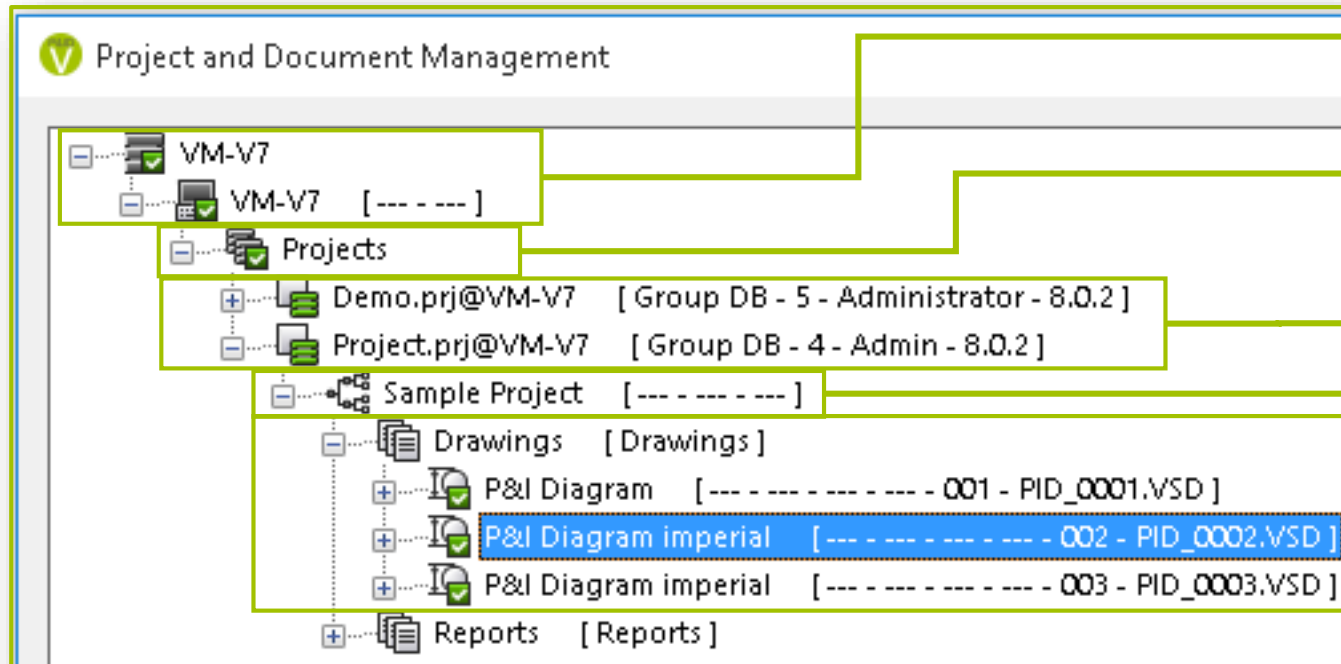 Project and Document Management
VM-V7
VM-V7 [ --- - --- ]
Projects
Demo.prj@VM-V7 [ Group DB - 5 - Administrator - 8.0.2 ]
Project.prj@VM-V7 [ Group DB - 4 - Admin - 8.0.2 ]
Sample Project [ --- - --- - --- ]
Drawings [ Drawings ]
P&I Diagram [ --- - --- - --- - --- - 001 - PID_0001.VSD ]
P&I Diagram imperial [ --- - --- - --- - --- - 002 - PID_0002.VSD ]
P&I Diagram imperial [ --- - --- - --- - --- - 003 - PID_0003.VSD ]
Reports [ Reports ]